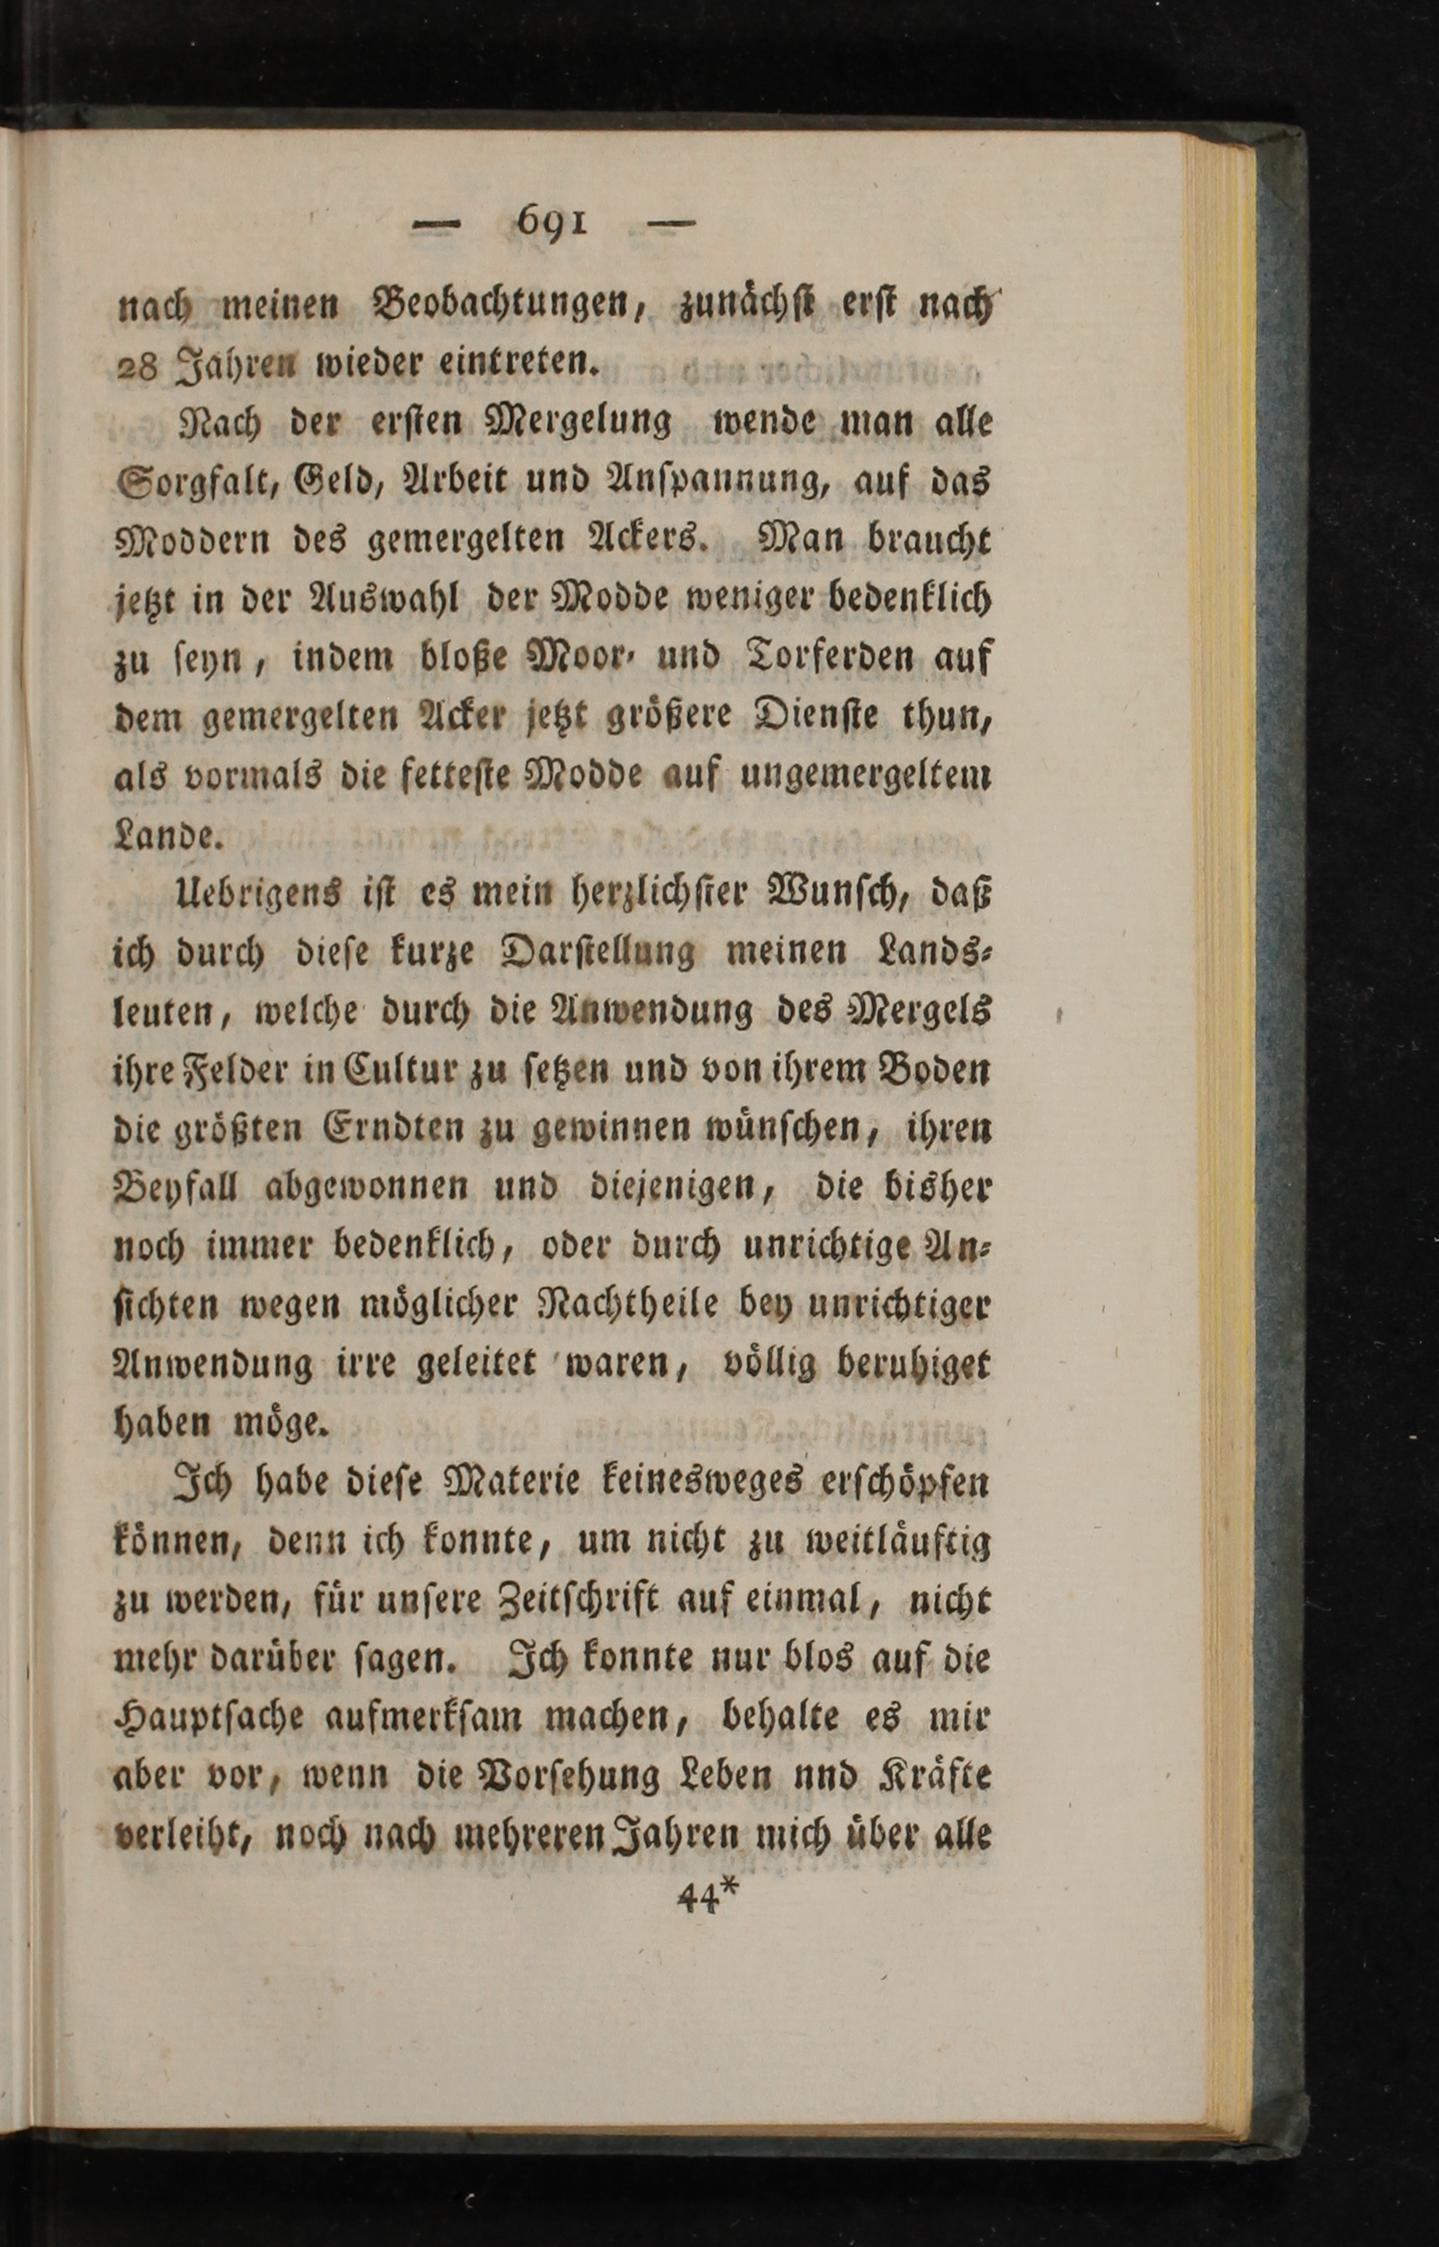 — 691 —
nach meinen Beobachtungen, zunächſt erſt nach
28 Jahren wieder eintreten.
Nach der erſten Mergelung wende man alle
Sorgfalt, Geld, Arbeit und Anſpannung, auf das
Moddern des gemergelten Ackers. Man braucht
jetzt in der Auswahl der Modde weniger bedenklich
zu ſeyn, indem bloße Moor- und Torferden auf
dem gemergelten Acker jetzt größere Dienſte thun,
als vormals die fetteſte Modde auf ungemergeltem
Lande.
Uebrigens iſt es mein herzlichſter Wunſch, daß
ich durch dieſe kurze Darſtellung meinen Lands⸗
leuten, welche durch die Anwendung des Mergels
ihre Felder in Cultur zu ſetzen und von ihrem Boden
die größten Erndten zu gewinnen wünſchen, ihren
Beyfall abgewonnen und diejenigen, die bisher
noch immer bedenklich, oder durch unrichtige An⸗
ſichten wegen möglicher Nachtheile bey unrichtiger
Anwendung irre geleitet waren, völlig beruhiget
haben möge.
Ich habe dieſe Materie keinesweges erſchöpfen
können, denn ich konnte, um nicht zu weitläuftig
zu werden, für unſere Zeitſchrift auf einmal, nicht
mehr darüber ſagen. Ich konnte nur blos auf die
Hauptſache aufmerkſam machen, behalte es mir
aber vor, wenn die Vorſehung Leben nnd Kräfte
verleiht, noch nach mehreren Jahren mich über alle
44*